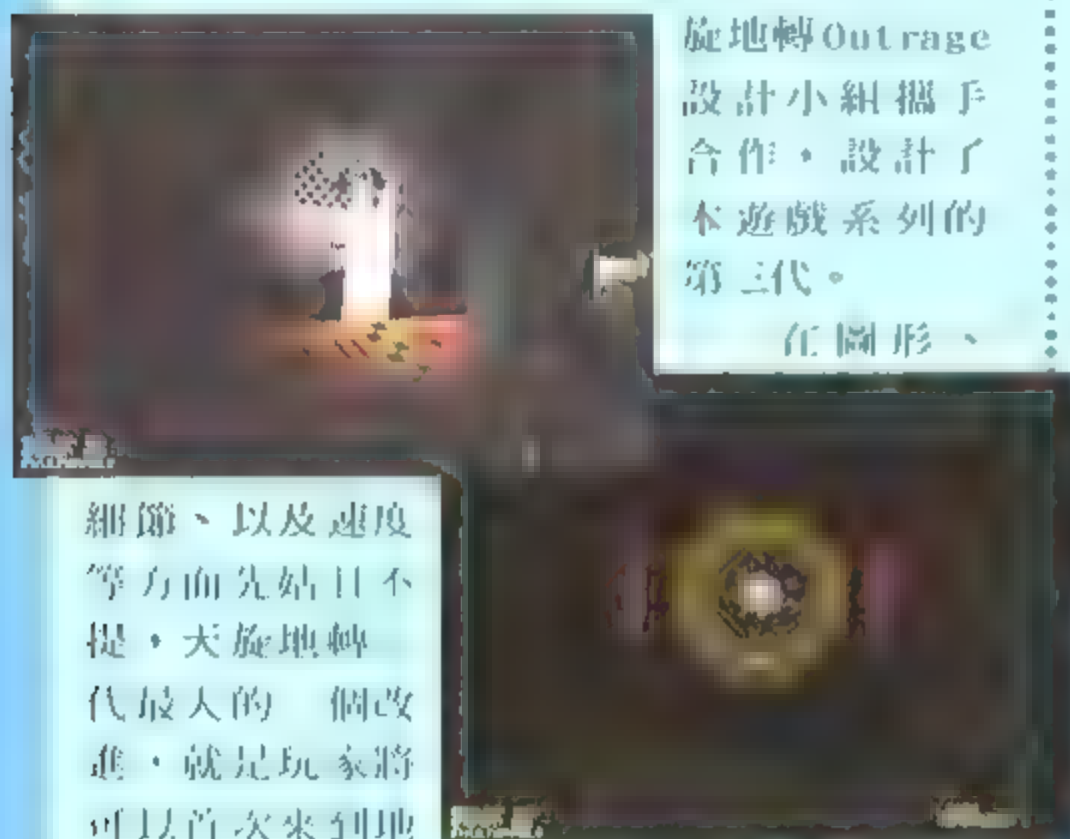 旋地轉Outrage
設計小組攜手
合作,設計了
本遊戲系列的
第三代。
在圖形、
細節、以及速度
等方面先姑且不
提,天旋地轉
代最大的 個改
進,就是玩家將
可以首次來到地